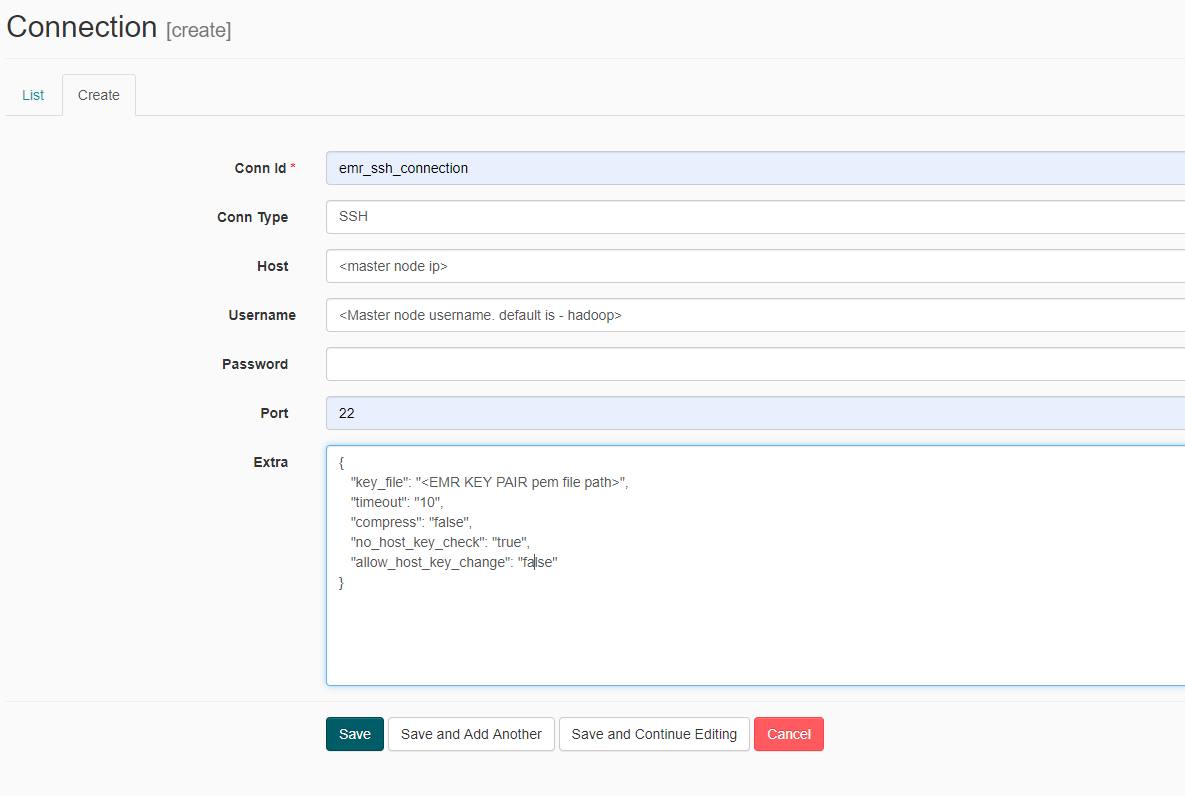 Connection [create]
List Create
Conn Id * emr_ssh_connection
Conn Type SSH
Host <master node ip>
Username <Master node username. default is - hadoop>
Password
Port 22
Extra {
"key_file": "<EMR KEY PAIR pem file path>",
"timeout": "10",
"compress": "false",
"no_host_key_check": "true",
"allow_host_key_change": "false"
}
Save Save and Add Another Save and Continue Editing Cancel